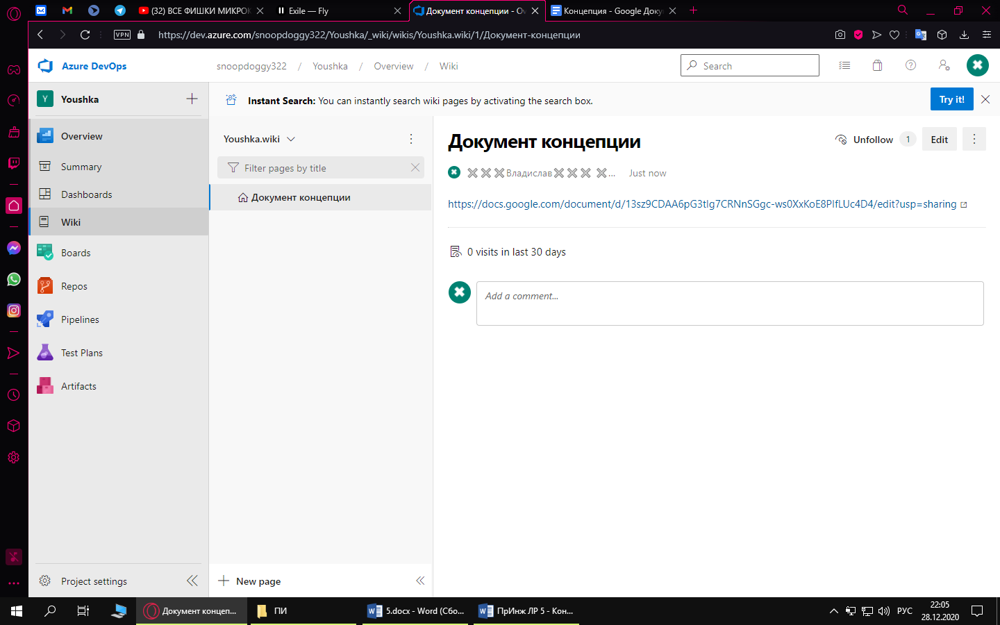 (32) ВСЕ ФИШКИ МИКРОК
Exile — Fly
Документ концепции - Ov
Концепция - Google Доку
VPN
https://dev.azure.com/snoopdoggy322/Youshka/_wiki/wikis/Youshka.wiki/1/Документ-концепции
Azure DevOps
snoopdoggy322 / Youshka / Overview / Wiki
Search
Y Youshka
Instant Search: You can instantly search wiki pages by activating the search box.
Try it!
Overview
Summary
Dashboards
Wiki
Boards
Repos
Pipelines
Test Plans
Artifacts
Project settings
Youshka.wiki
Filter pages by title
Документ концепции
New page
Документ концепции
Unfollow 1
Edit
✖✖✖Владислав✖✖✖ ✖... Just now
https://docs.google.com/document/d/13sz9CDAA6pG3tIg7CRNnSGgc-ws0XxKoE8PIfLUc4D4/edit?usp=sharing
0 visits in last 30 days
Add a comment...
Документ концеп...
ПИ
5.docx - Word (Сбо...
ПрИнж ЛР 5 - Кон...
РУС
22:05
28.12.2020